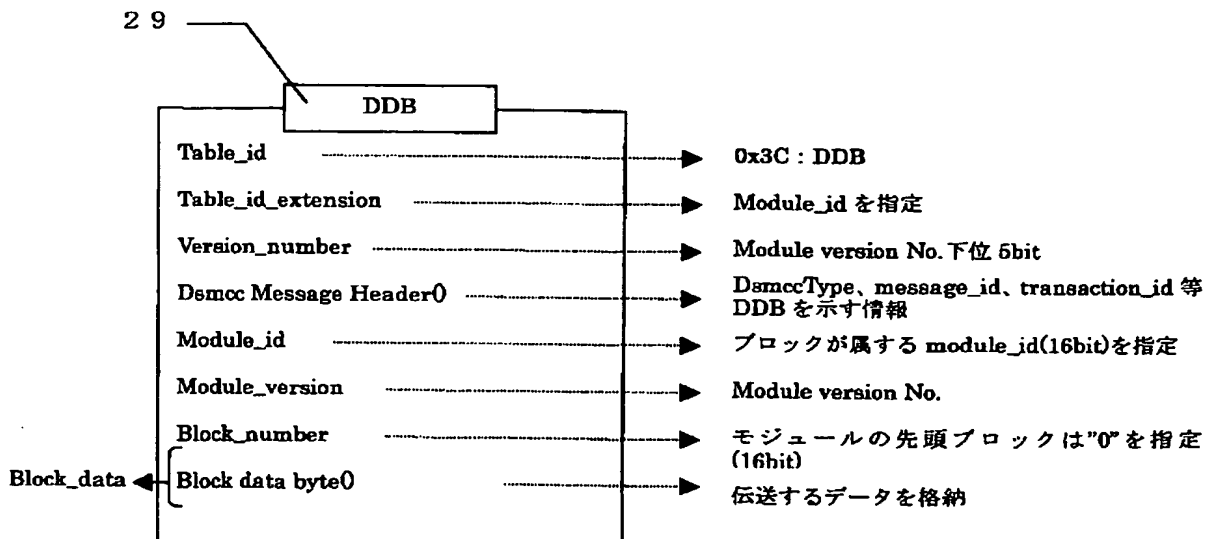 ２９
DDB
Table_id 0x3C : DDB
Table_id_extension Module_id を指定
Version_number Module version No.下位 5bit
Dsmcc Message Header() DsmccType、message_id、transaction_id 等
DDB を示す情報
Module_id ブロックが属する module_id(16bit)を指定
Module_version Module version No.
Block_number モジュールの先頭ブロックは"0"を指定
(16bit)
Block_data Block data byte() 伝送するデータを格納